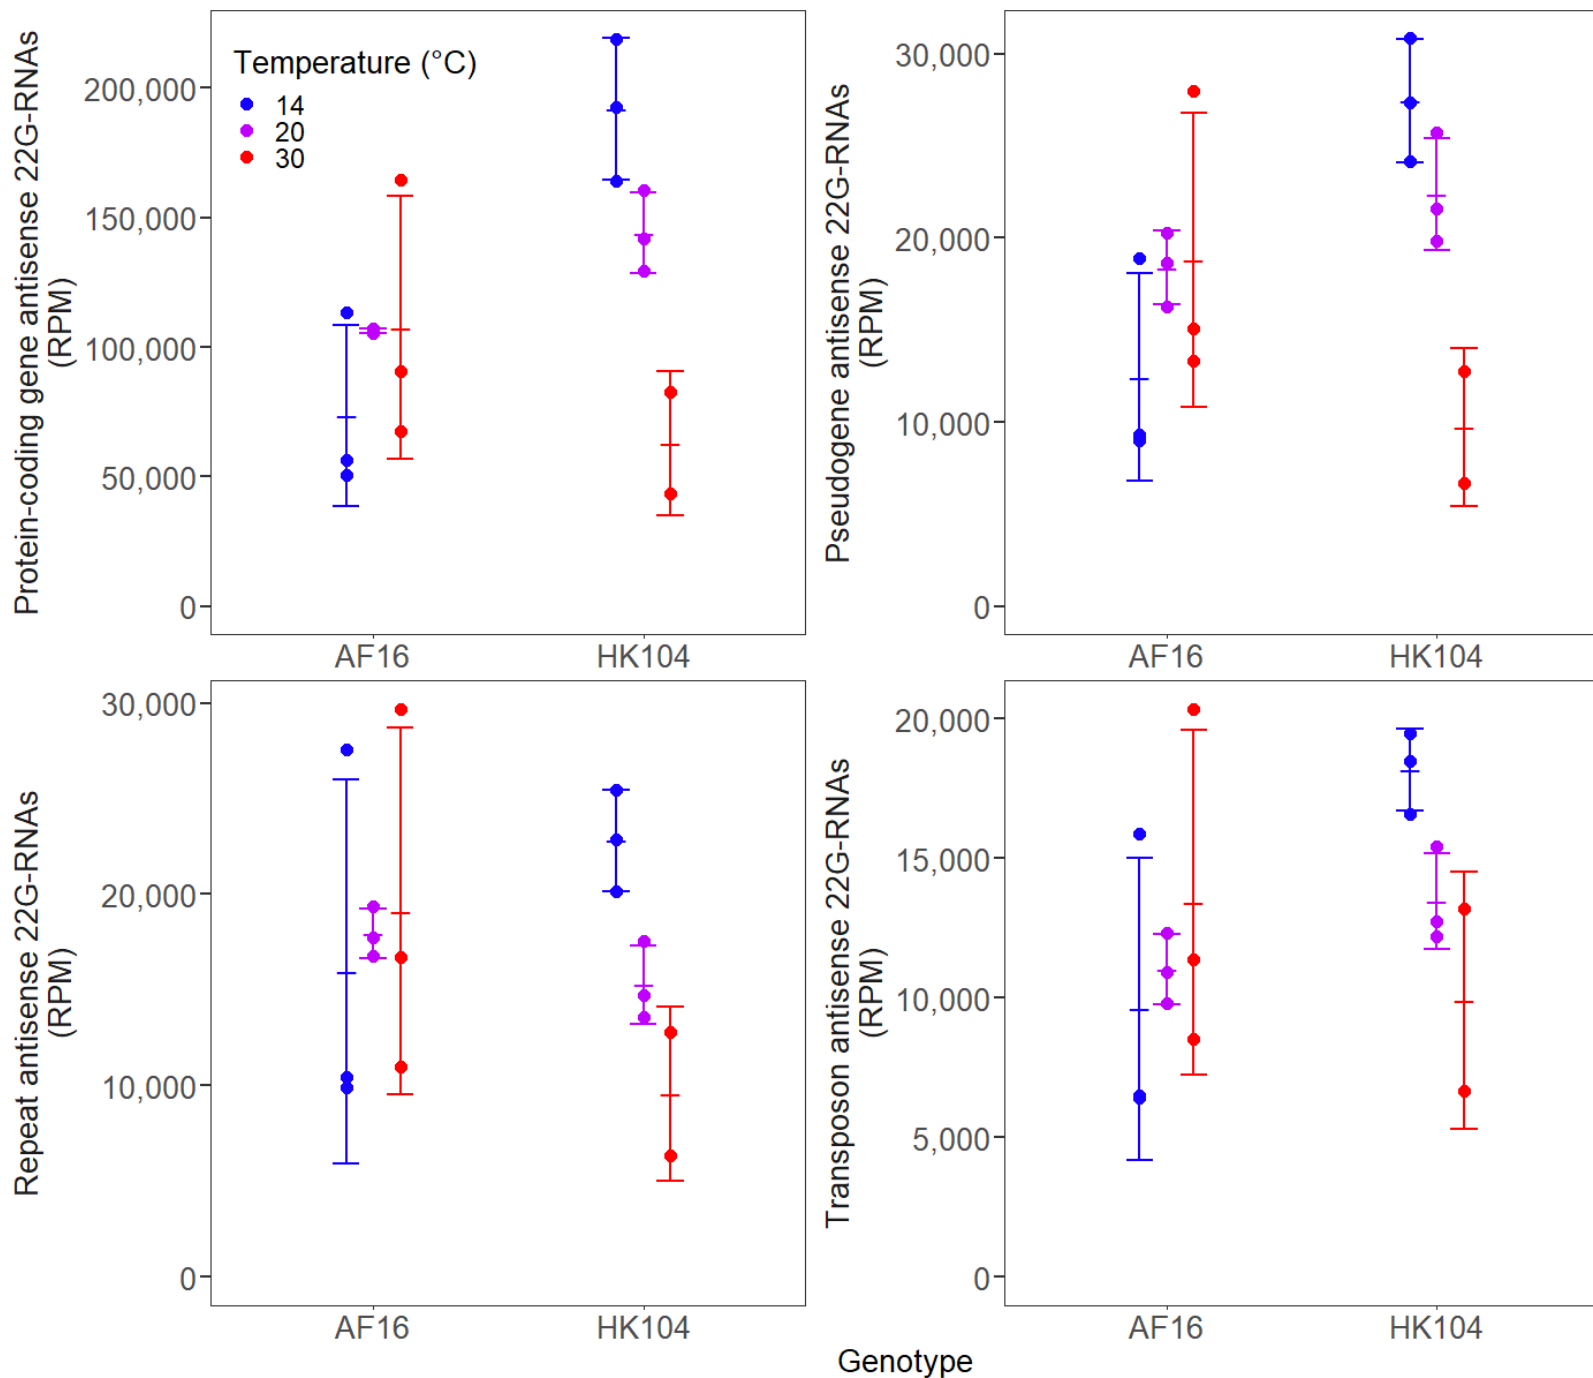 Protein-coding gene antisense 22G-RNAs
(RPM)
200,000
150,000
100,000
50,000
0
Temperature (°C)
14
20
30
AF16
HK104
Pseudogene antisense 22G-RNAs
(RPM)
30,000
20,000
10,000
0
AF16
HK104
Repeat antisense 22G-RNAs
(RPM)
30,000
20,000
10,000
0
AF16
HK104
Transposon antisense 22G-RNAs
(RPM)
20,000
15,000
10,000
5,000
0
AF16
HK104
Genotype